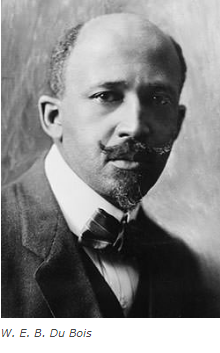 W. E. B. Du Bois